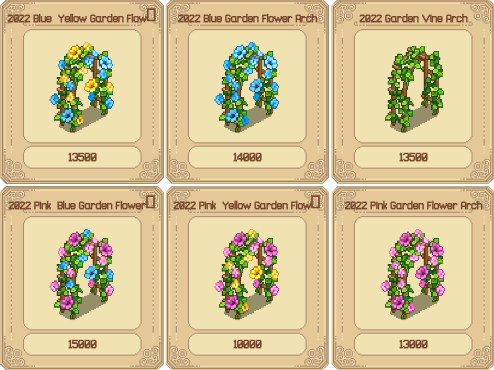 2022 Blue  Yellow Garden Flow
13500
2022 Blue Garden Flower Arch
14000
2022 Garden Vine Arch
13500
2022 Pink  Blue Garden Flower
15000
2022 Pink  Yellow Garden Flow
10000
2022 Pink Garden Flower Arch
13000